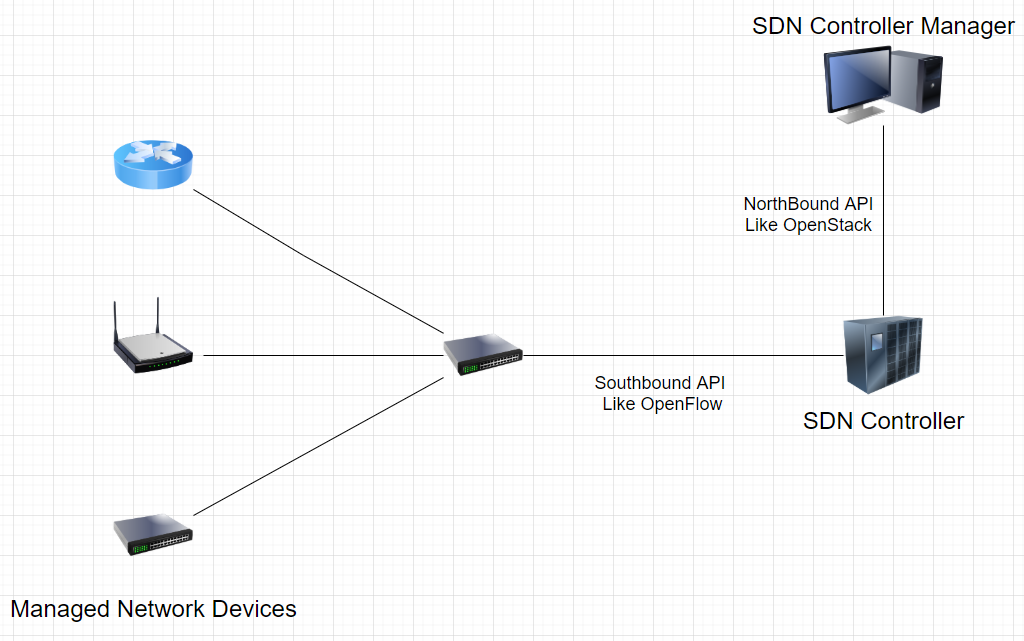 SDN Controller Manager
NorthBound API
Like OpenStack
Southbound API
Like OpenFlow
SDN Controller
Managed Network Devices